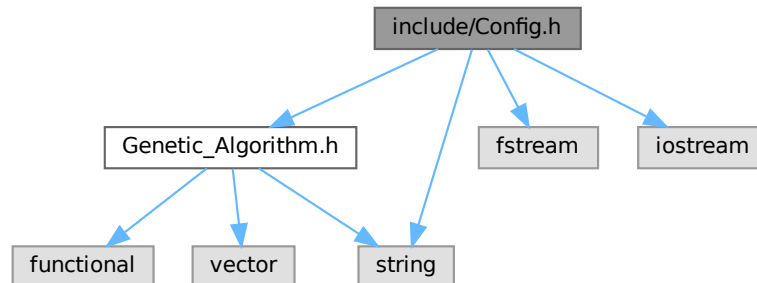 include/Config.h
Genetic_Algorithm.h
fstream
iostream
functional
vector
string